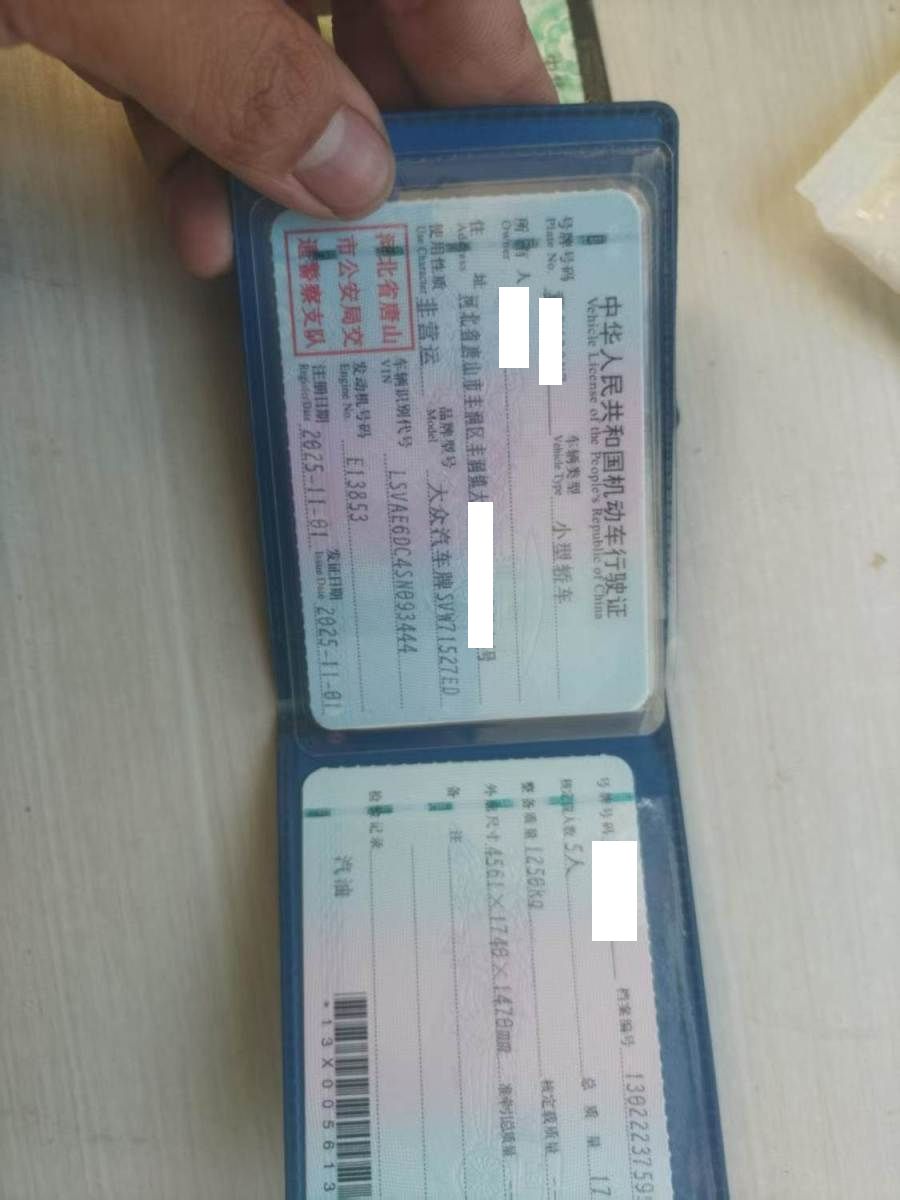 中华人民共和国机动车行驶证
Vehicle License of the People's Republic of China
号牌号码
Plate No.
车辆类型 小型轿车
Vehicle Type
所有人
Owner
住址 河北省唐山市丰润区丰润镇大 号
Address
使用性质 非营运
Use Character
品牌型号 大众汽车牌SVW71527ED
Model
河北省唐山
市公安局交
通警察支队
车辆识别代号 LSVAE6DC4SN093444
VIN
发动机号码 E13853
Engine No.
注册日期 2025-11-01
Register Date
发证日期 2025-11-01
Issue Date
号牌号码
档案编号 130222375
核定载人数 5人
总质量 17
整备质量 1250kg
核定载质量 --
外廓尺寸 4561×1740×1470mm
准牵引总质量
备注
检验记录
汽油
*13X005613